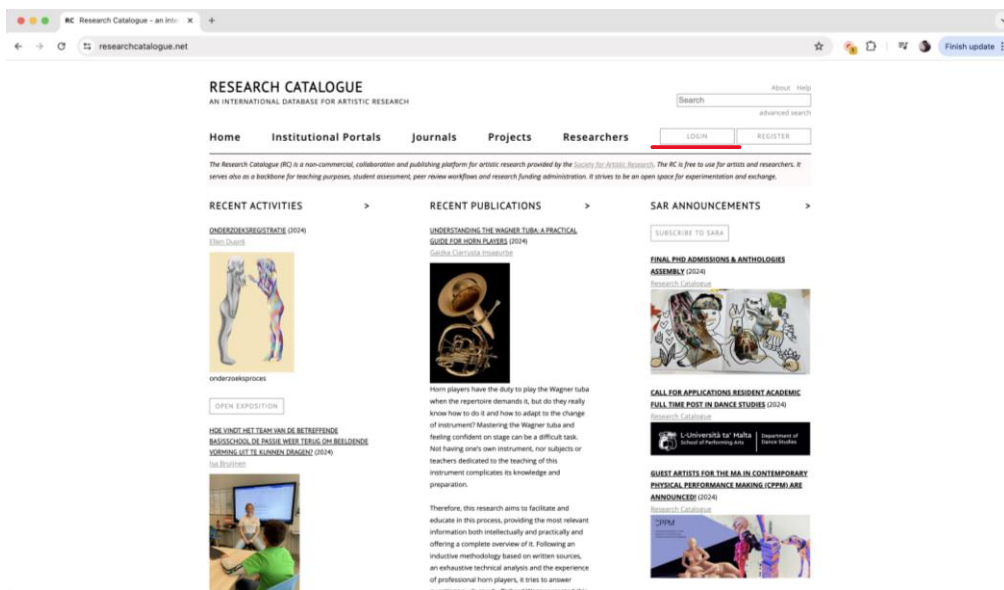 RC Research Catalogue - an inte
researchcatalogue.net
Finish update
RESEARCH CATALOGUE
AN INTERNATIONAL DATABASE FOR ARTISTIC RESEARCH
About Help
Search
advanced search
Home Institutional Portals Journals Projects Researchers LOGIN REGISTER
The Research Catalogue (RC) is a non-commercial, collaboration and publishing platform for artistic research provided by the Society for Artistic Research. The RC is free to use for artists and researchers. It
serves also as a backbone for teaching purposes, student assessment, peer review workflows and research funding administration. It strives to be an open space for experimentation and exchange.
RECENT ACTIVITIES >
ONDERZOEKSREGISTRATIE (2024)
onderzoeksproces
OPEN EXPOSITION
HOE VINDT HET TEAM VAN DE BETREFFENDE
BASISSCHOOL DE PASSIE WEER TERUG OM BEELDENDE
VORMING UIT TE KUNNEN DRAGEN? (2024)
Isa Bruijnen
RECENT PUBLICATIONS >
UNDERSTANDING THE WAGNER TUBA: A PRACTICAL
GUIDE FOR HORN PLAYERS (2024)
Horn players have the duty to play the Wagner tuba
when the repertoire demands it, but do they really
know how to do it and how to adapt to the change
of instrument? Mastering the Wagner tuba and
feeling confident on stage can be a difficult task.
Not having one's own instrument, nor subjects or
teachers dedicated to the teaching of this
instrument complicates its knowledge and
preparation.
Therefore, this research aims to facilitate and
educate in this process, providing the most relevant
information both intellectually and practically and
offering a complete overview of it. Following an
inductive methodology based on written sources,
an exhaustive technical analysis and the experience
of professional horn players, it tries to answer
SAR ANNOUNCEMENTS >
SUBSCRIBE TO SARA
FINAL PHD ADMISSIONS & ANTHOLOGIES
ASSEMBLY (2024)
Research Catalogue
CALL FOR APPLICATIONS RESIDENT ACADEMIC
FULL TIME POST IN DANCE STUDIES (2024)
Research Catalogue
L-Università ta' Malta
School of Performing Arts
Department of
Dance Studies
GUEST ARTISTS FOR THE MA IN CONTEMPORARY
PHYSICAL PERFORMANCE MAKING (CPPM) ARE
ANNOUNCED! (2024)
Research Catalogue
CPPM